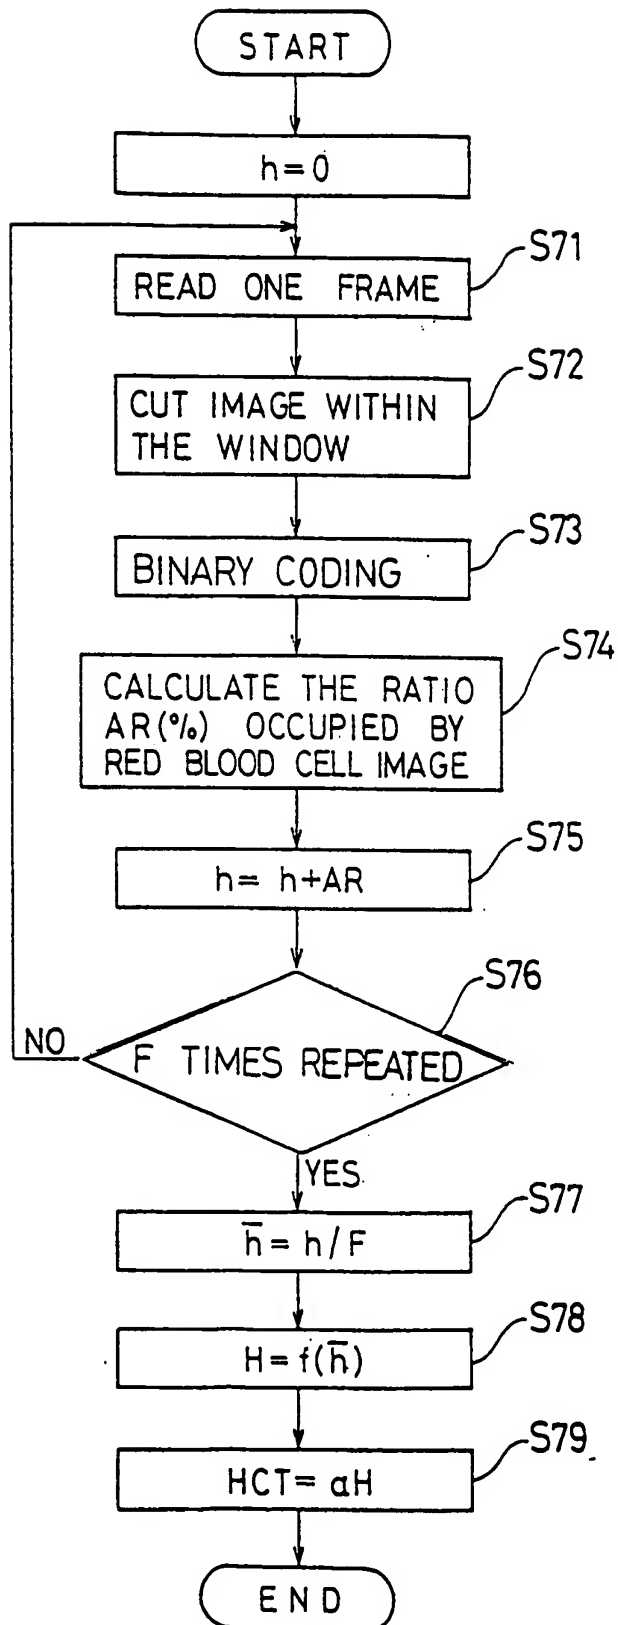 START
h=0
S71
READ ONE FRAME
S72
CUT IMAGE WITHIN
THE WINDOW
S73
BINARY CODING
S74
CALCULATE THE RATIO
AR(%) OCCUPIED BY
RED BLOOD CELL IMAGE
S75
h= h+AR
S76
NO
F TIMES REPEATED
YES
S77
h̅= h/F
S78
H=f(h̅)
S79
HCT= αH
END